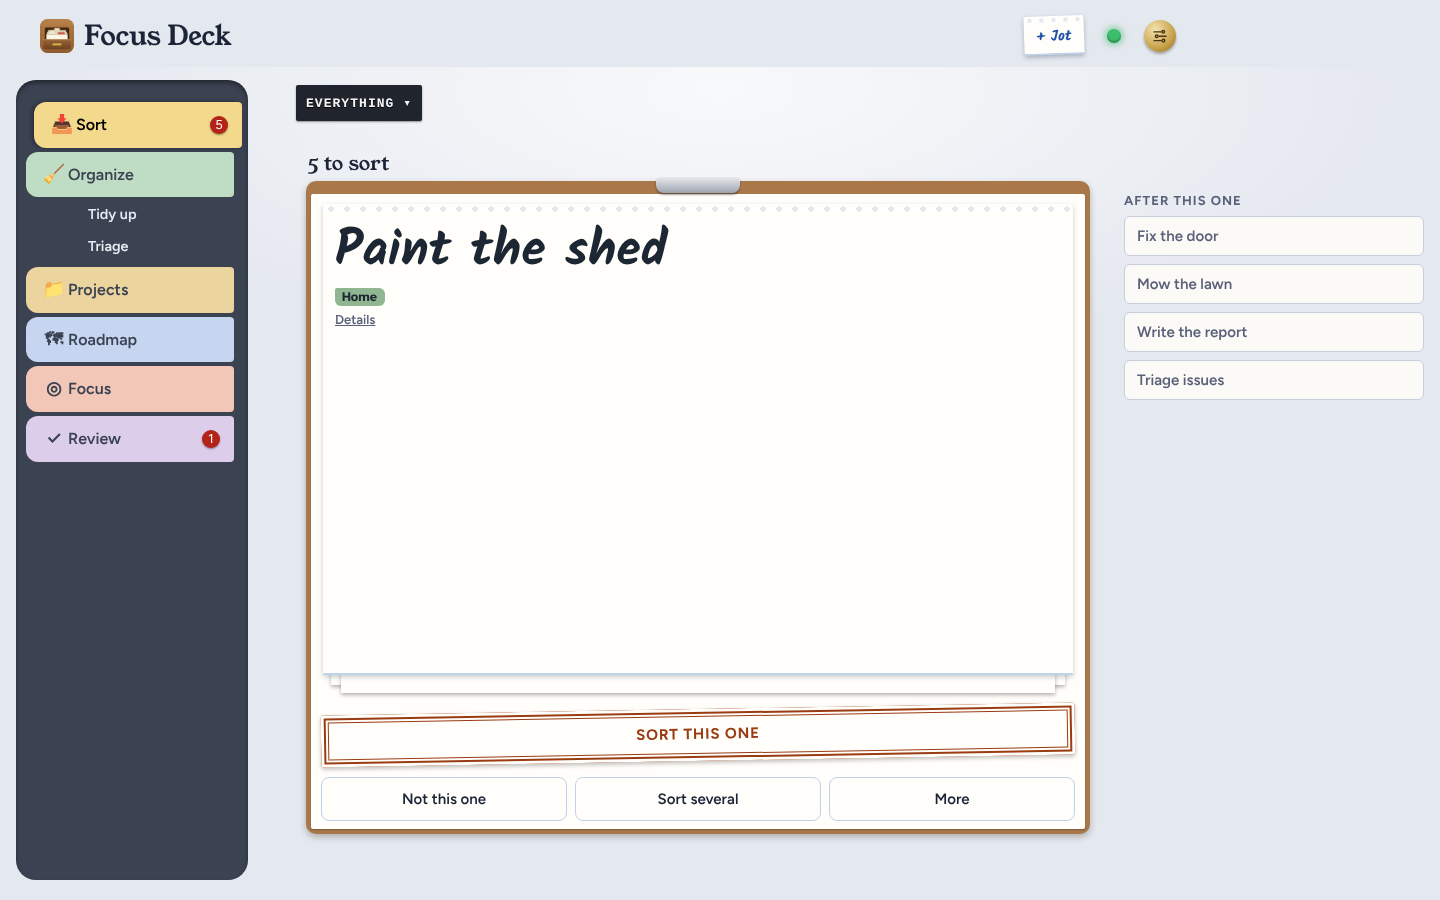 Focus Deck
+ Jot
Sort
5
Organize
Tidy up
Triage
Projects
Roadmap
Focus
Review
1
EVERYTHING ▾
5 to sort
Paint the shed
Home
Details
SORT THIS ONE
Not this one
Sort several
More
AFTER THIS ONE
Fix the door
Mow the lawn
Write the report
Triage issues